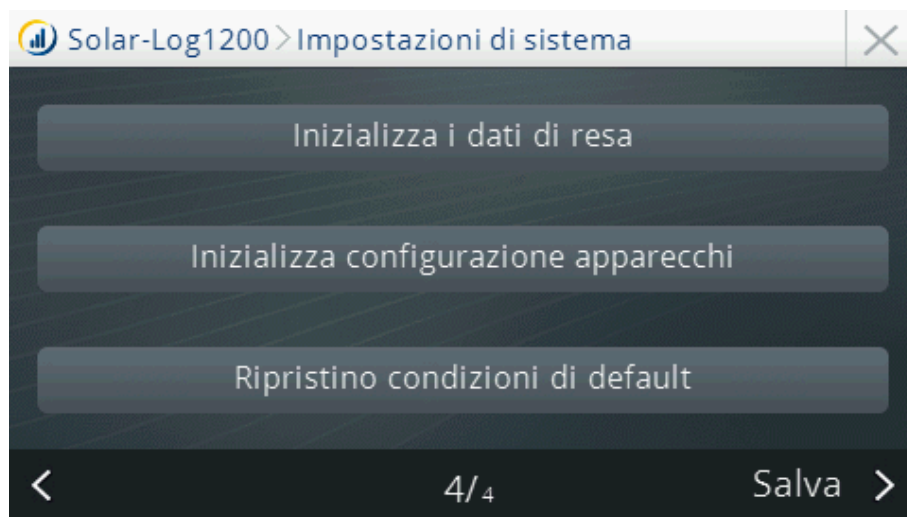 Solar-Log1200 > Impostazioni di sistema
Inizializza i dati di resa
Inizializza configurazione apparecchi
Ripristino condizioni di default
4/4 Salva